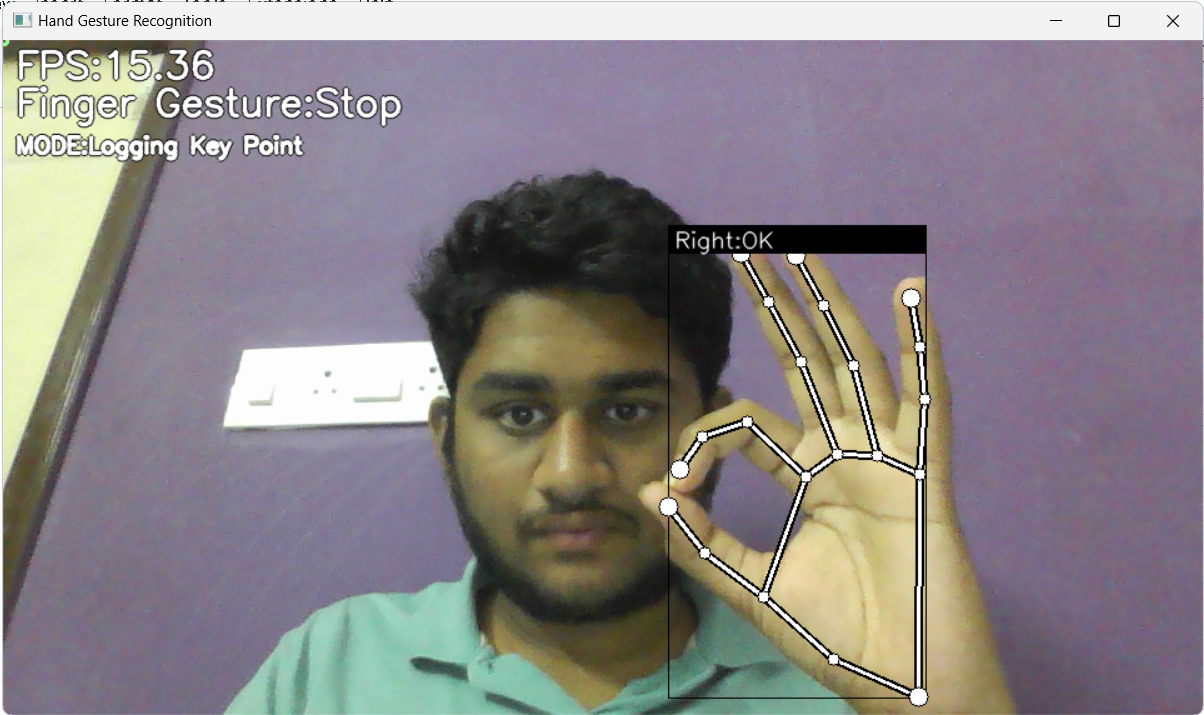 Hand Gesture Recognition
FPS:15.36
Finger Gesture:Stop
MODE:Logging Key Point
Right:OK